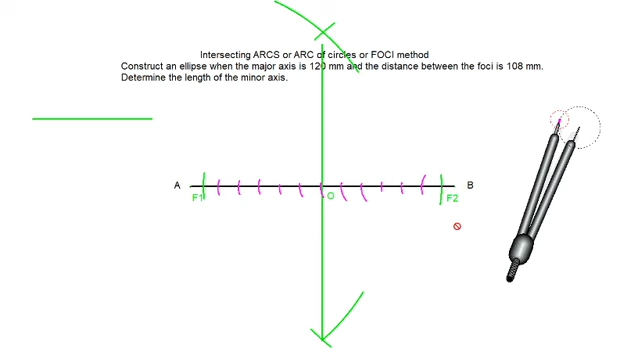 Intersecting ARCS or ARC of circles or FOCI method
Construct an ellipse when the major axis is 120 mm and the distance between the foci is 108 mm.
Determine the length of the minor axis.
A B
F1 O F2